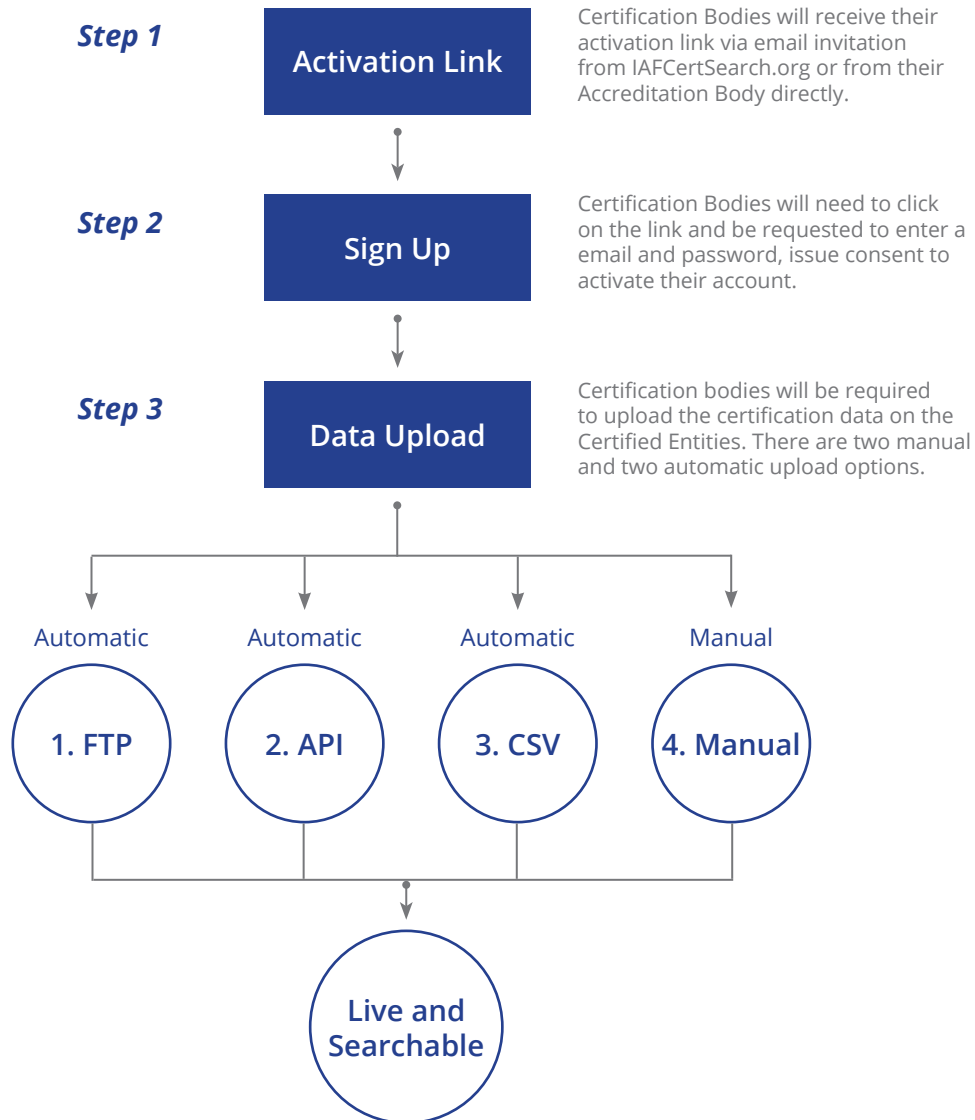 Step 1
Activation Link
Certification Bodies will receive their
activation link via email invitation
from IAFCertSearch.org or from their
Accreditation Body directly.
Step 2
Sign Up
Certification Bodies will need to click
on the link and be requested to enter a
email and password, issue consent to
activate their account.
Step 3
Data Upload
Certification bodies will be required
to upload the certification data on the
Certified Entities. There are two manual
and two automatic upload options.
Automatic
Automatic
Automatic
Manual
1. FTP
2. API
3. CSV
4. Manual
Live and
Searchable